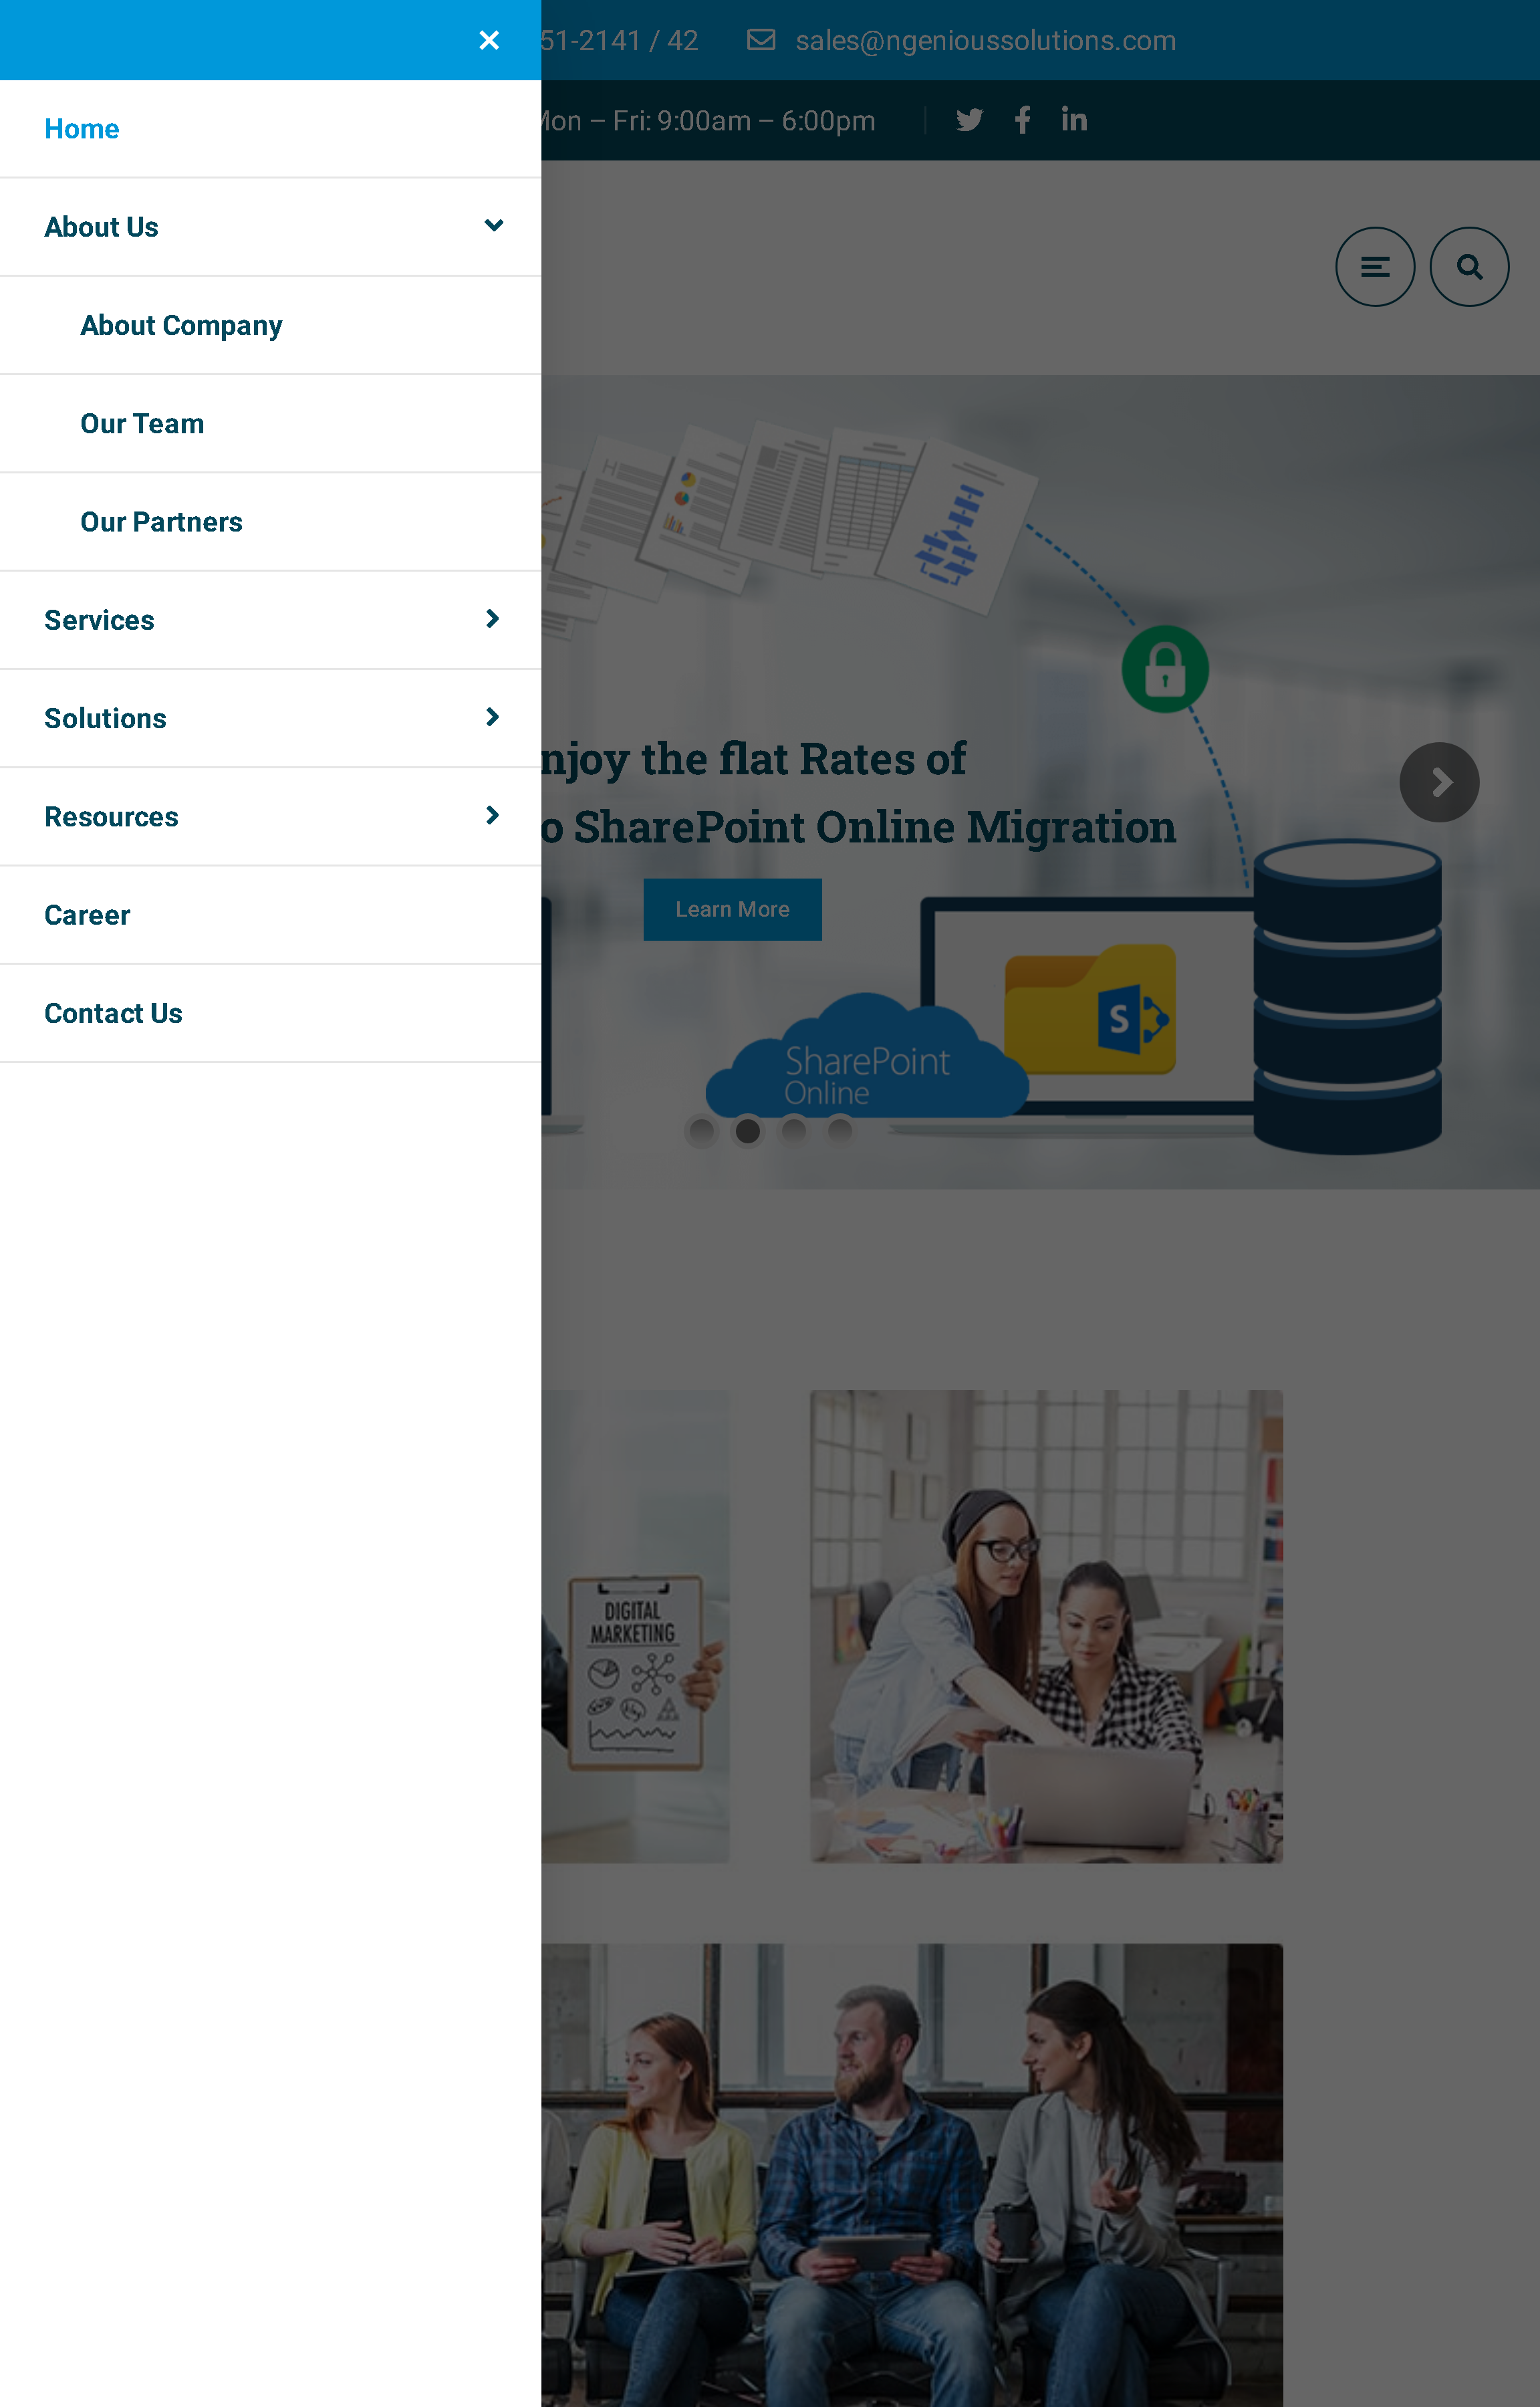 51-2141 / 42 sales@ngenioussolutions.com
Mon – Fri: 9:00am – 6:00pm
Home
About Us
About Company
Our Team
Our Partners
Services
Solutions
Resources
Career
Contact Us
njoy the flat Rates of
o SharePoint Online Migration
Learn More
S
SharePoint
Online
DIGITAL
MARKETING